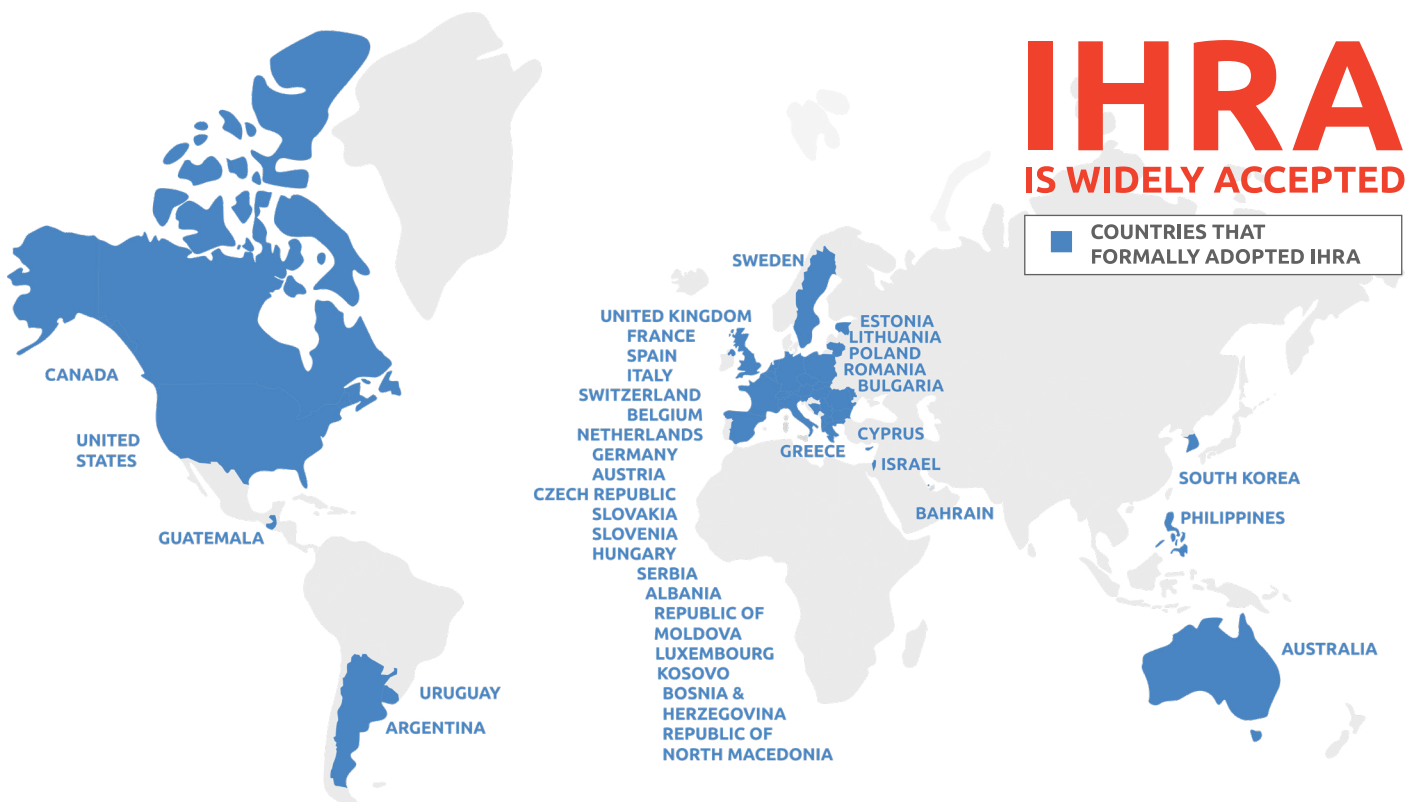 IHRA
IS WIDELY ACCEPTED
COUNTRIES THAT
FORMALLY ADOPTED IHRA
CANADA
UNITED
STATES
GUATEMALA
URUGUAY
ARGENTINA
SWEDEN
UNITED KINGDOM
FRANCE
SPAIN
ITALY
SWITZERLAND
BELGIUM
NETHERLANDS
GERMANY
AUSTRIA
CZECH REPUBLIC
SLOVAKIA
SLOVENIA
HUNGARY
SERBIA
ALBANIA
REPUBLIC OF
MOLDOVA
LUXEMBOURG
KOSOVO
BOSNIA &
HERZEGOVINA
REPUBLIC OF
NORTH MACEDONIA
ESTONIA
LITHUANIA
POLAND
ROMANIA
BULGARIA
GREECE
CYPRUS
ISRAEL
BAHRAIN
SOUTH KOREA
PHILIPPINES
AUSTRALIA